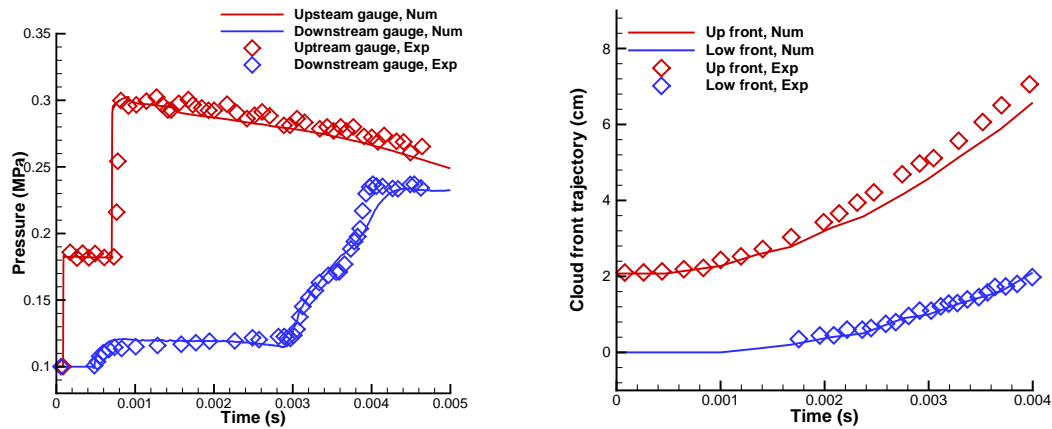 Upsteam gauge, Num
Downstream gauge, Num
Uptream gauge, Exp
Downstream gauge, Exp
0.35
0.3
0.25
0.2
0.15
0.1
Pressure (MPa)
0
0.001
0.002
0.003
0.004
0.005
Time (s)
Up front, Num
Low front, Num
Up front, Exp
Low front, Exp
8
6
4
2
0
Cloud front trajectory (cm)
0
0.001
0.002
0.003
0.004
Time (s)